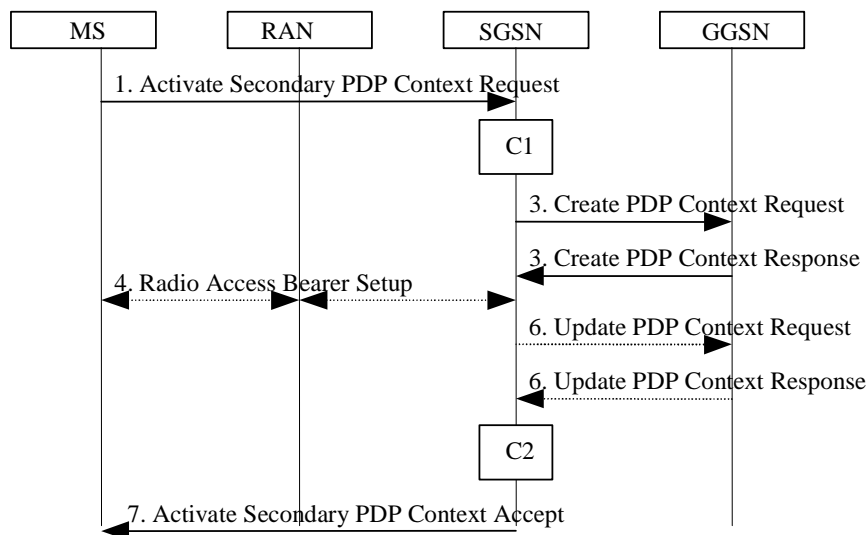 MS
RAN
SGSN
GGSN
1. Activate Secondary PDP Context Request
C1
3. Create PDP Context Request
3. Create PDP Context Response
4. Radio Access Bearer Setup
6. Update PDP Context Request
6. Update PDP Context Response
C2
7. Activate Secondary PDP Context Accept